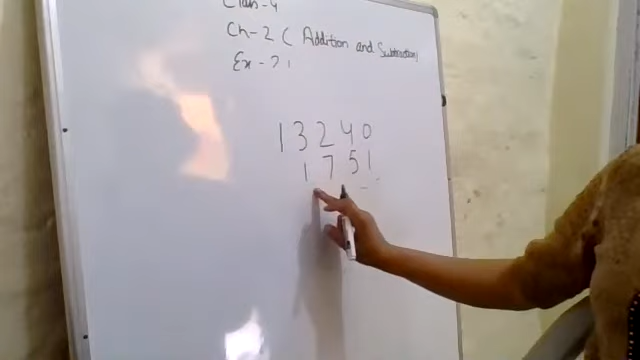 Class-4
Ch-2 ( Addition and Subtraction)
Ex-2.1
13240
1751